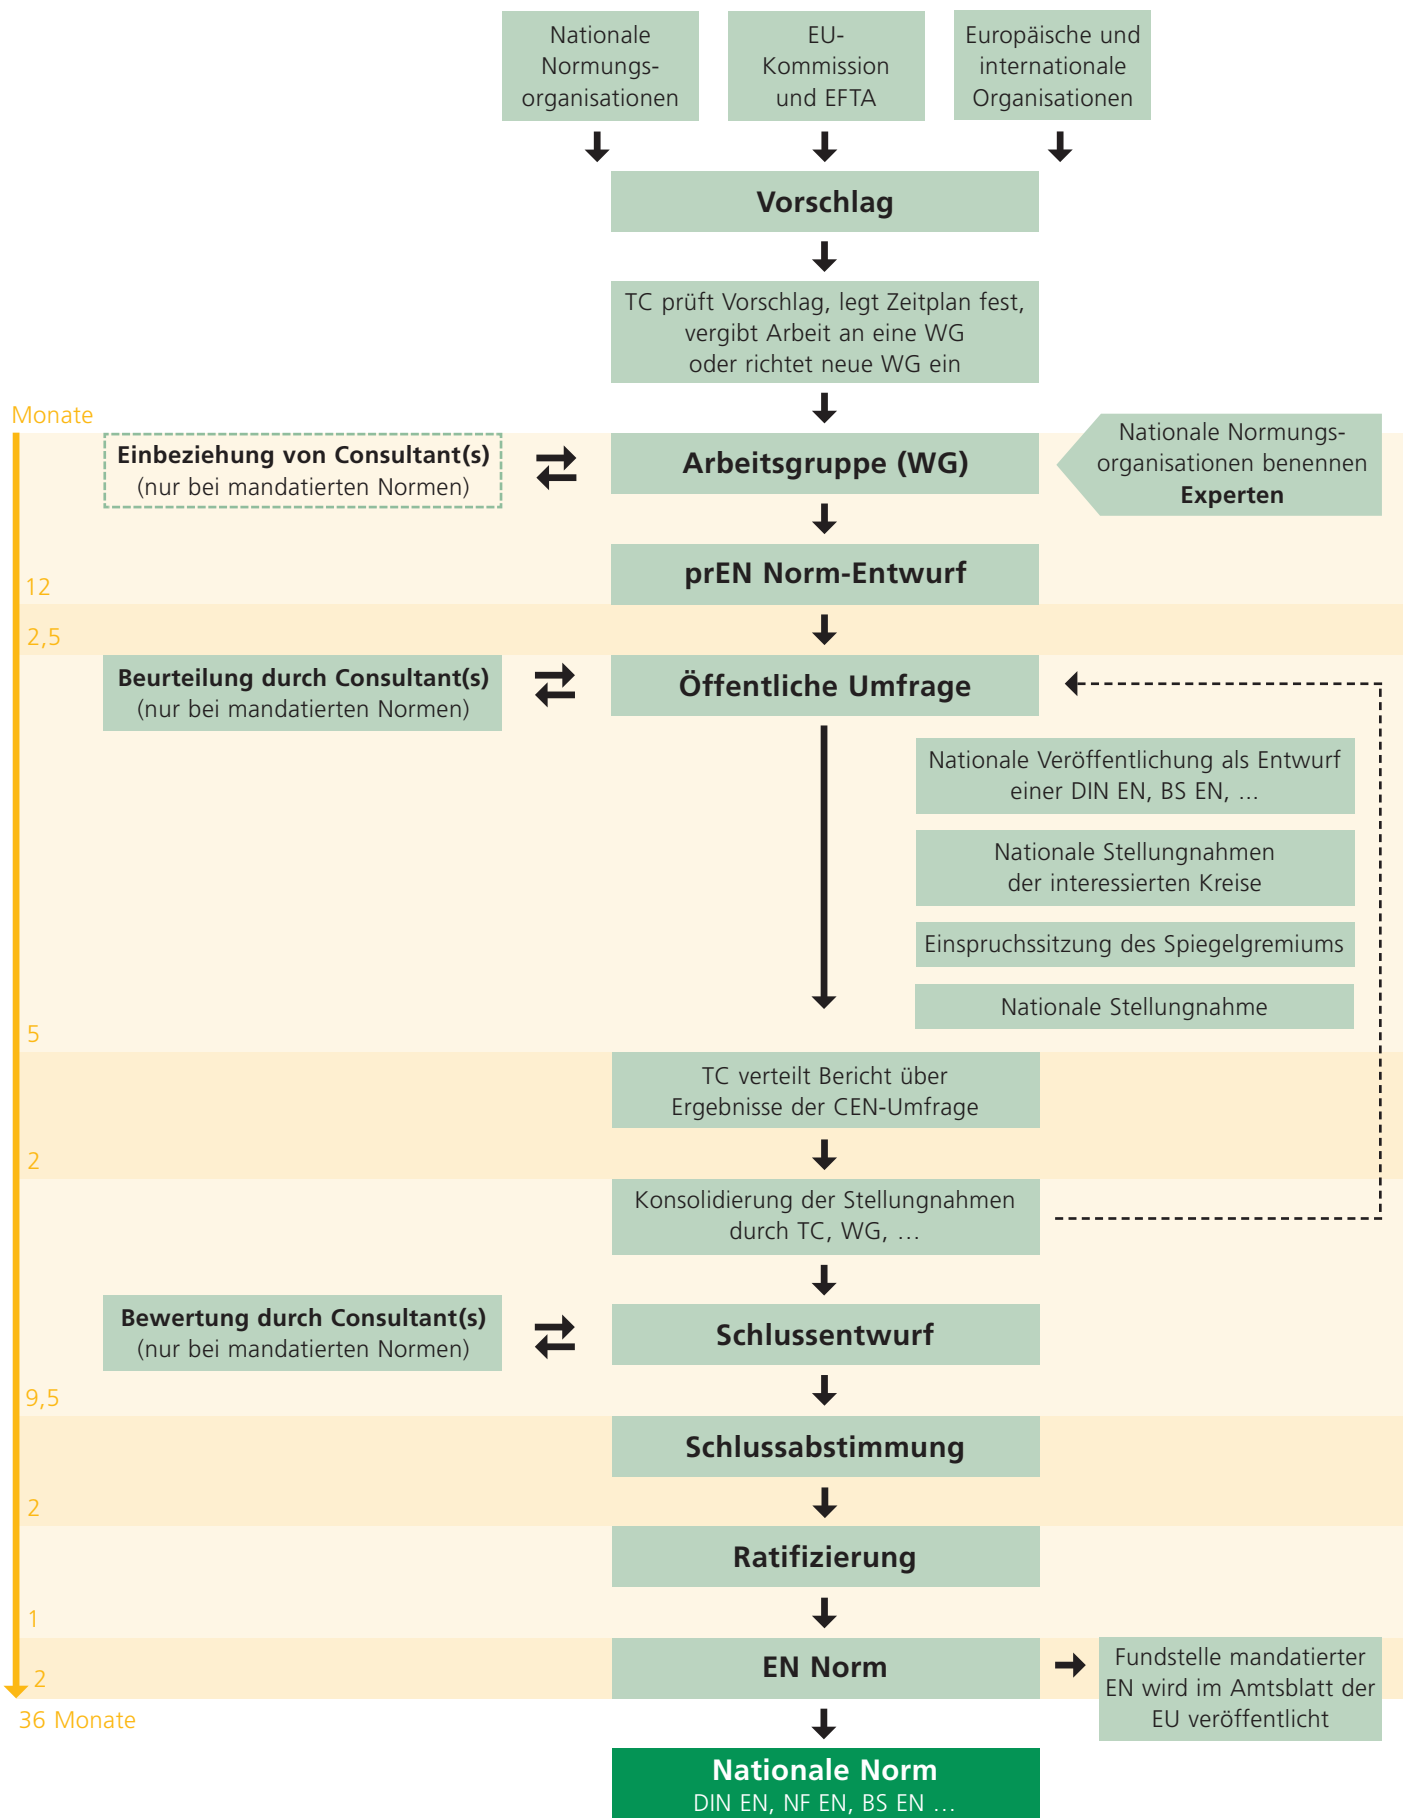 Nationale
Normungs-
organisationen
EU-
Kommission
und EFTA
Europäische und
internationale
Organisationen
Vorschlag
TC prüft Vorschlag, legt Zeitplan fest,
vergibt Arbeit an eine WG
oder richtet neue WG ein
Monate
Einbeziehung von Consultant(s)
(nur bei mandatierten Normen)
Arbeitsgruppe (WG)
Nationale Normungs-
organisationen benennen
Experten
prEN Norm-Entwurf
12
2,5
Beurteilung durch Consultant(s)
(nur bei mandatierten Normen)
Öffentliche Umfrage
Nationale Veröffentlichung als Entwurf
einer DIN EN, BS EN, ...
Nationale Stellungnahmen
der interessierten Kreise
Einspruchssitzung des Spiegelgremiums
Nationale Stellungnahme
5
TC verteilt Bericht über
Ergebnisse der CEN-Umfrage
2
Konsolidierung der Stellungnahmen
durch TC, WG, …
Bewertung durch Consultant(s)
(nur bei mandatierten Normen)
Schlussentwurf
9,5
Schlussabstimmung
2
Ratifizierung
1
EN Norm
2
Fundstelle mandatierter
EN wird im Amtsblatt der
EU veröffentlicht
36 Monate
Nationale Norm
DIN EN, NF EN, BS EN …